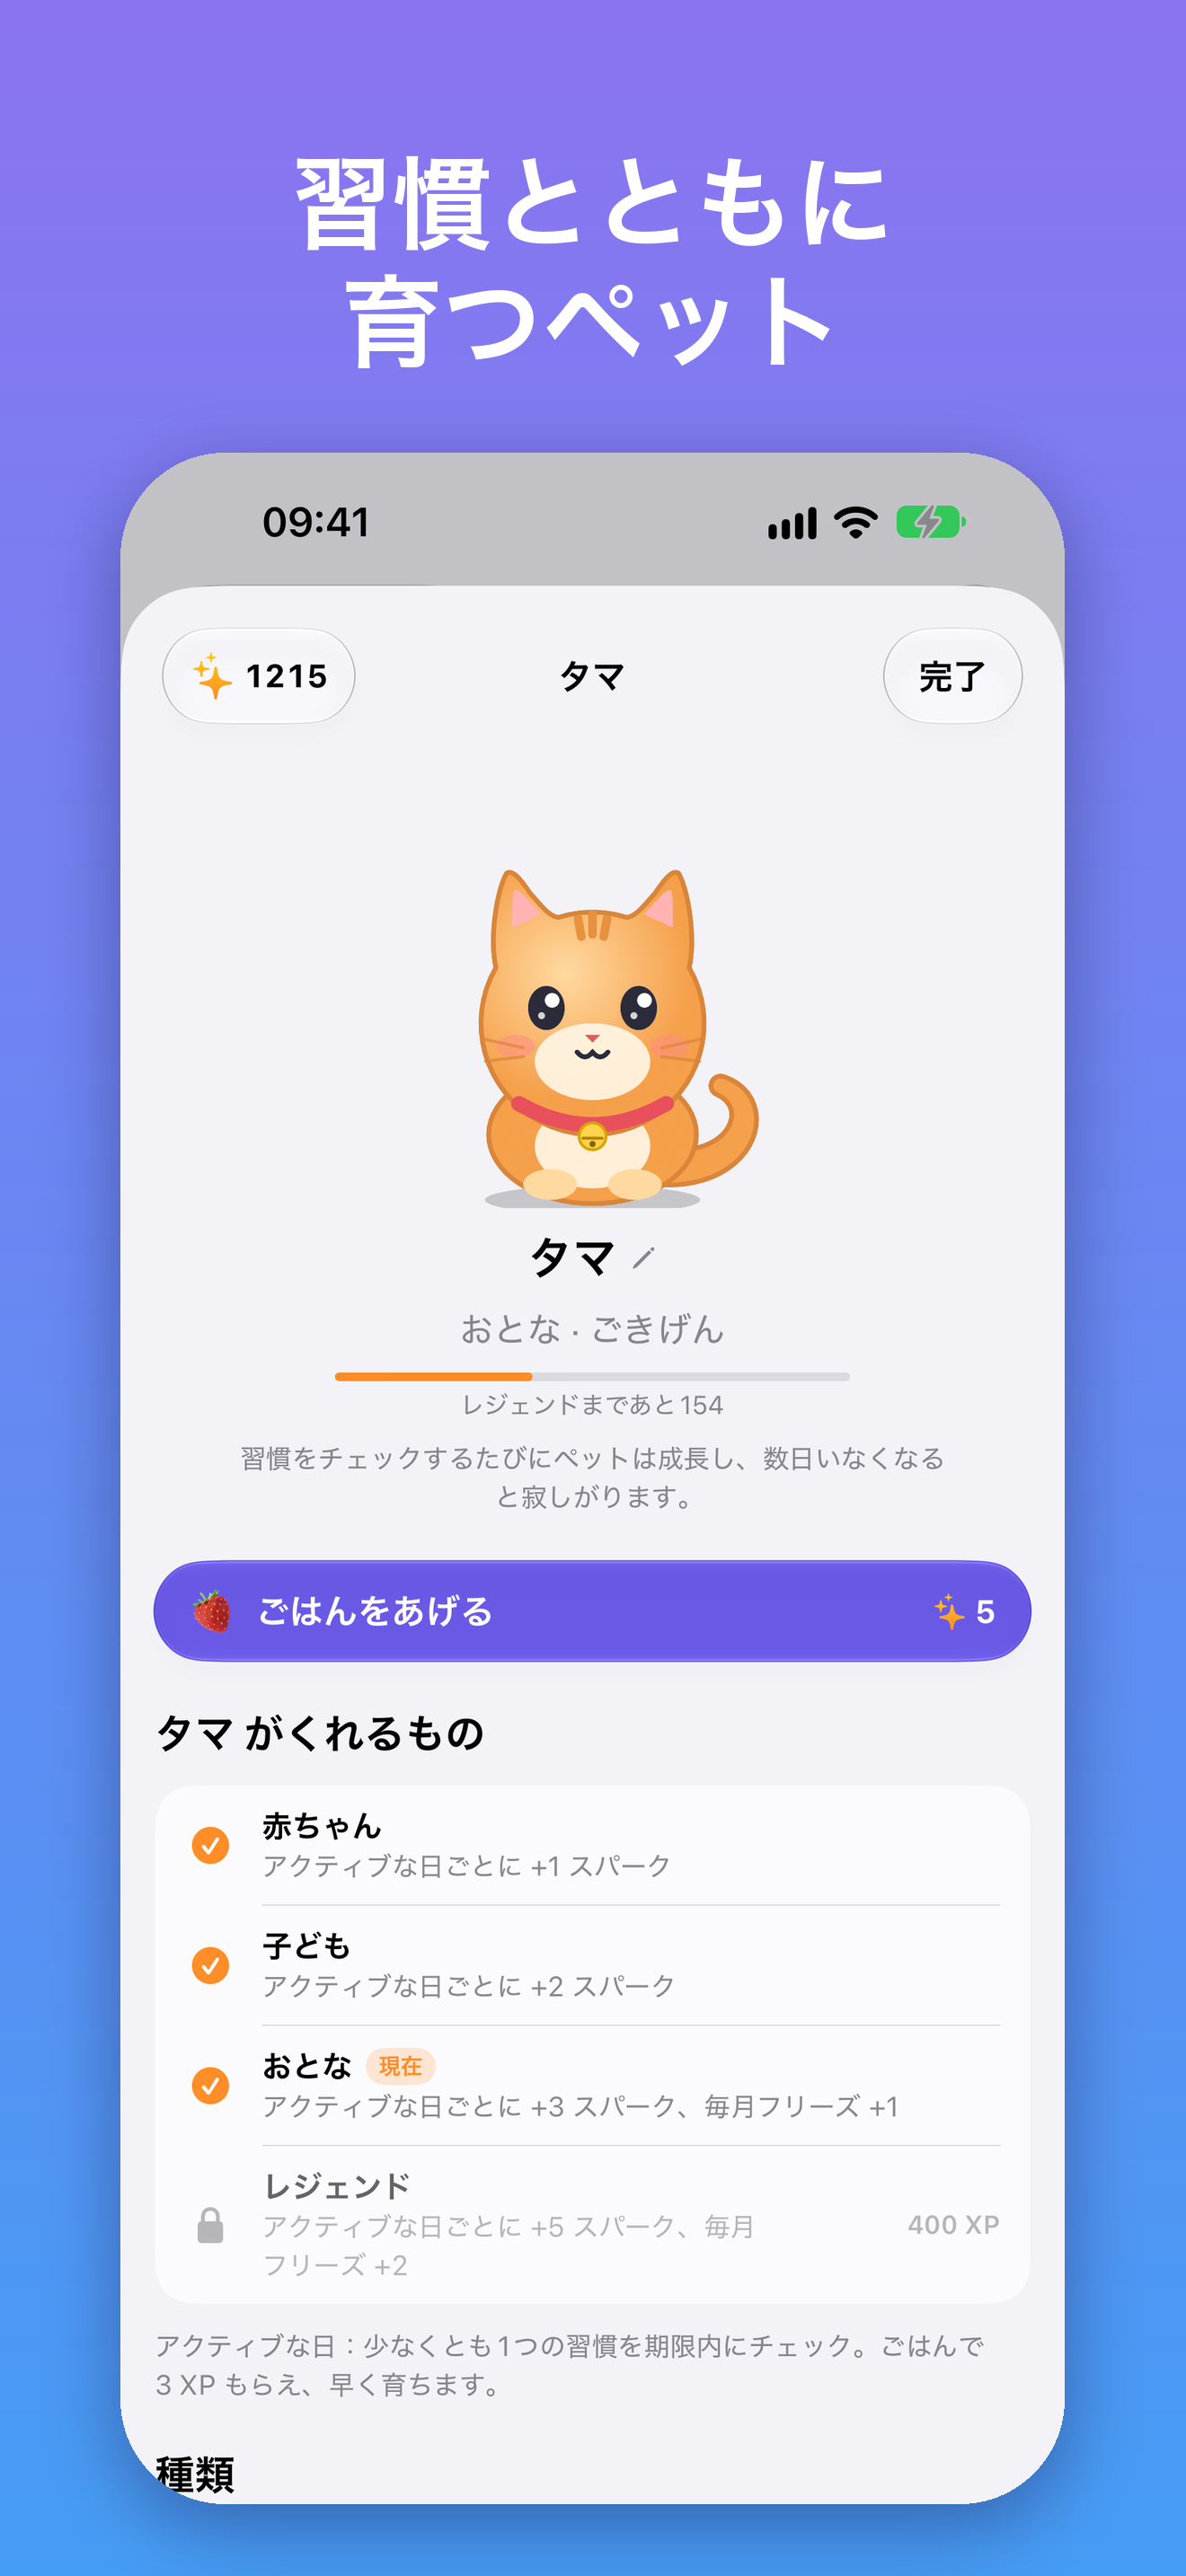 習慣とともに
育つペット
09:41
1215
タマ
完了
タマ
おとな · ごきげん
レジェンドまであと154
習慣をチェックするたびにペットは成長し、数日いなくなる
と寂しがります。
ごはんをあげる
5
タマ がくれるもの
赤ちゃん
アクティブな日ごとに +1 スパーク
子ども
アクティブな日ごとに +2 スパーク
おとな 現在
アクティブな日ごとに +3 スパーク、毎月フリーズ +1
レジェンド
アクティブな日ごとに +5 スパーク、毎月
フリーズ +2
400 XP
アクティブな日：少なくとも1つの習慣を期限内にチェック。ごはんで
3 XP もらえ、早く育ちます。
種類